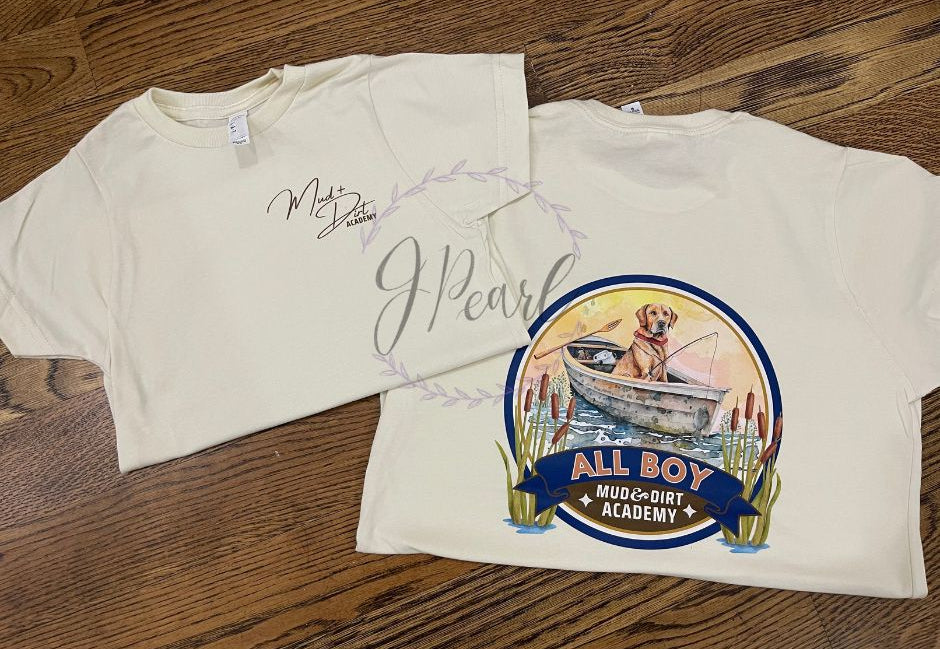 Mud +
Dirt
ACADEMY
JPearl
ALL BOY
MUD & DIRT
ACADEMY